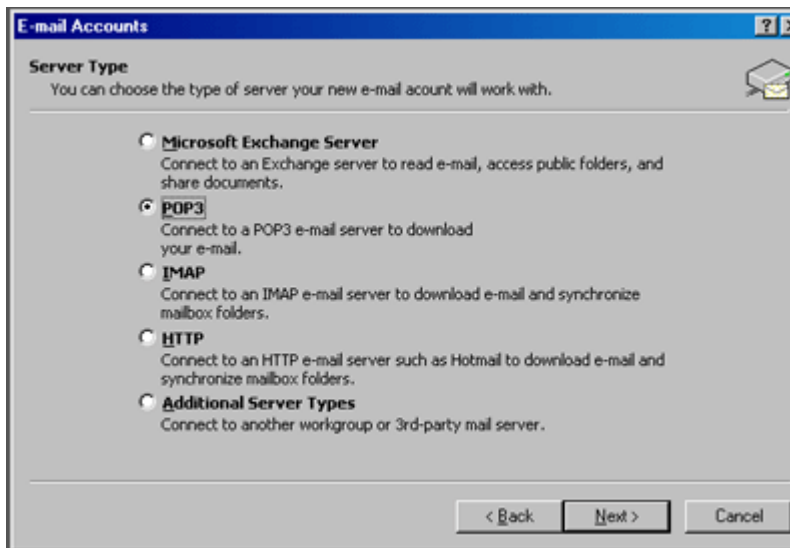 E-mail Accounts
Server Type
You can choose the type of server your new e-mail acount will work with.
Microsoft Exchange Server
Connect to an Exchange server to read e-mail, access public folders, and
share documents.
POP3
Connect to a POP3 e-mail server to download
your e-mail.
IMAP
Connect to an IMAP e-mail server to download e-mail and synchronize
mailbox folders.
HTTP
Connect to an HTTP e-mail server such as Hotmail to download e-mail and
synchronize mailbox folders.
Additional Server Types
Connect to another workgroup or 3rd-party mail server.
< Back Next > Cancel